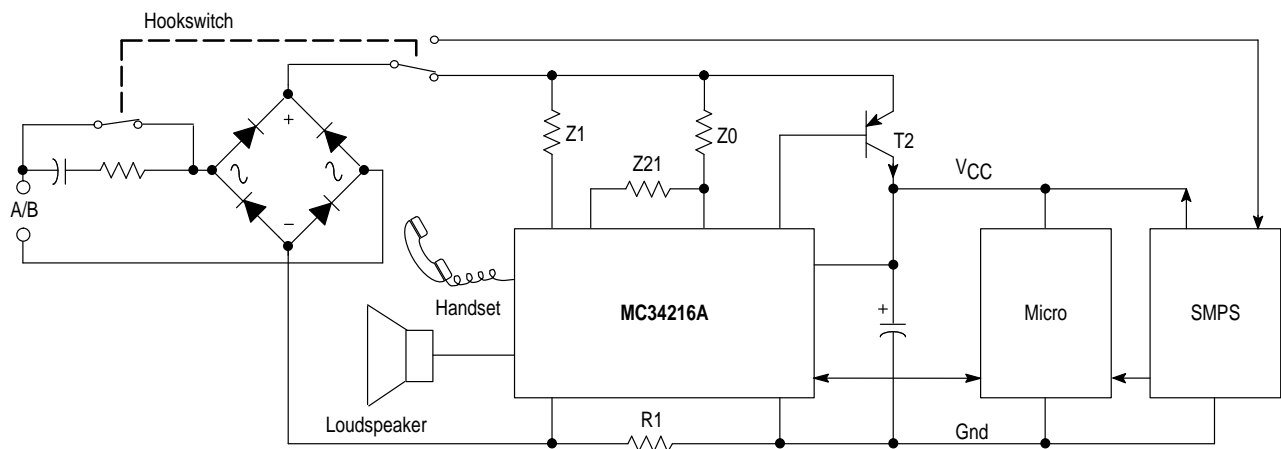 Hookswitch
+
Z1
Z0
T2
Z21
VCC
A/B
−
Handset
MC34216A
+
Micro
SMPS
Loudspeaker
R1
Gnd